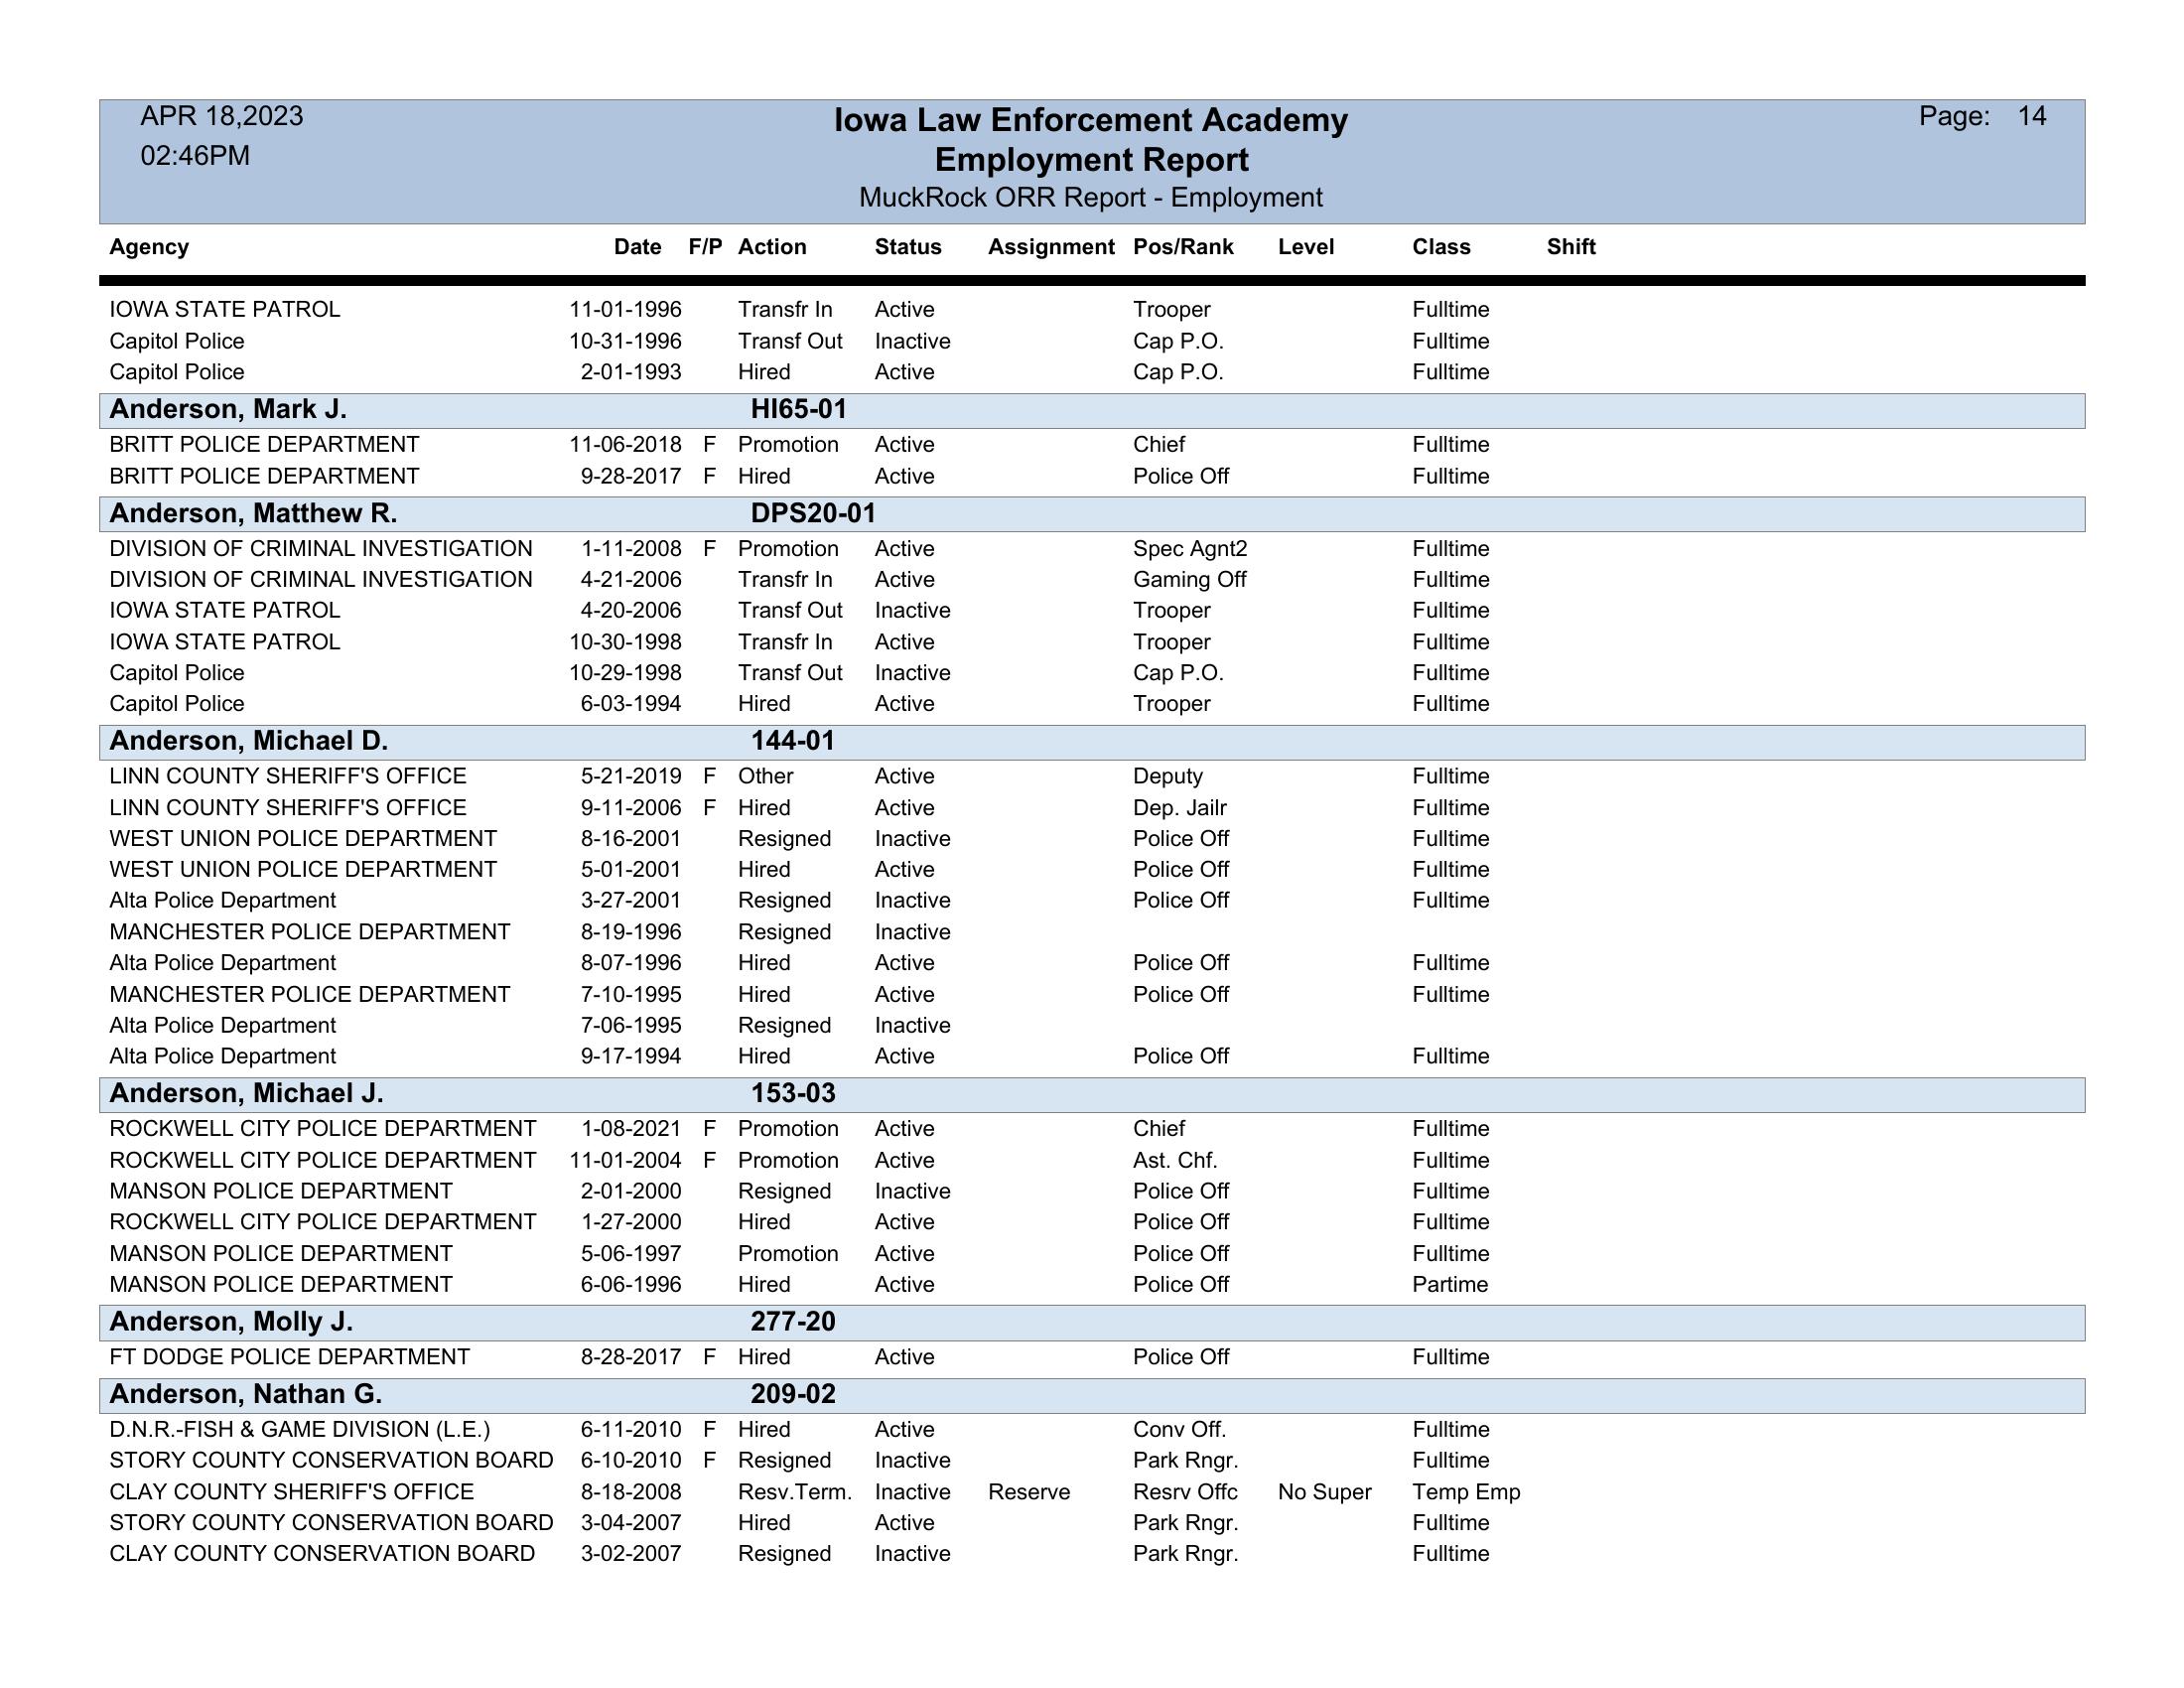 APR 18,2023
02:46PM
Iowa Law Enforcement Academy
Employment Report
MuckRock ORR Report - Employment
Page: 14
Agency Date F/P Action Status Assignment Pos/Rank Level Class Shift
IOWA STATE PATROL 11-01-1996 Transfr In Active Trooper Fulltime
Capitol Police 10-31-1996 Transf Out Inactive Cap P.O. Fulltime
Capitol Police 2-01-1993 Hired Active Cap P.O. Fulltime
Anderson, Mark J. HI65-01
BRITT POLICE DEPARTMENT 11-06-2018 F Promotion Active Chief Fulltime
BRITT POLICE DEPARTMENT 9-28-2017 F Hired Active Police Off Fulltime
Anderson, Matthew R. DPS20-01
DIVISION OF CRIMINAL INVESTIGATION 1-11-2008 F Promotion Active Spec Agnt2 Fulltime
DIVISION OF CRIMINAL INVESTIGATION 4-21-2006 Transfr In Active Gaming Off Fulltime
IOWA STATE PATROL 4-20-2006 Transf Out Inactive Trooper Fulltime
IOWA STATE PATROL 10-30-1998 Transfr In Active Trooper Fulltime
Capitol Police 10-29-1998 Transf Out Inactive Cap P.O. Fulltime
Capitol Police 6-03-1994 Hired Active Trooper Fulltime
Anderson, Michael D. 144-01
LINN COUNTY SHERIFF'S OFFICE 5-21-2019 F Other Active Deputy Fulltime
LINN COUNTY SHERIFF'S OFFICE 9-11-2006 F Hired Active Dep. Jailr Fulltime
WEST UNION POLICE DEPARTMENT 8-16-2001 Resigned Inactive Police Off Fulltime
WEST UNION POLICE DEPARTMENT 5-01-2001 Hired Active Police Off Fulltime
Alta Police Department 3-27-2001 Resigned Inactive Police Off Fulltime
MANCHESTER POLICE DEPARTMENT 8-19-1996 Resigned Inactive
Alta Police Department 8-07-1996 Hired Active Police Off Fulltime
MANCHESTER POLICE DEPARTMENT 7-10-1995 Hired Active Police Off Fulltime
Alta Police Department 7-06-1995 Resigned Inactive
Alta Police Department 9-17-1994 Hired Active Police Off Fulltime
Anderson, Michael J. 153-03
ROCKWELL CITY POLICE DEPARTMENT 1-08-2021 F Promotion Active Chief Fulltime
ROCKWELL CITY POLICE DEPARTMENT 11-01-2004 F Promotion Active Ast. Chf. Fulltime
MANSON POLICE DEPARTMENT 2-01-2000 Resigned Inactive Police Off Fulltime
ROCKWELL CITY POLICE DEPARTMENT 1-27-2000 Hired Active Police Off Fulltime
MANSON POLICE DEPARTMENT 5-06-1997 Promotion Active Police Off Fulltime
MANSON POLICE DEPARTMENT 6-06-1996 Hired Active Police Off Partime
Anderson, Molly J. 277-20
FT DODGE POLICE DEPARTMENT 8-28-2017 F Hired Active Police Off Fulltime
Anderson, Nathan G. 209-02
D.N.R.-FISH & GAME DIVISION (L.E.) 6-11-2010 F Hired Active Conv Off. Fulltime
STORY COUNTY CONSERVATION BOARD 6-10-2010 F Resigned Inactive Park Rngr. Fulltime
CLAY COUNTY SHERIFF'S OFFICE 8-18-2008 Resv.Term. Inactive Reserve Resrv Offc No Super Temp Emp
STORY COUNTY CONSERVATION BOARD 3-04-2007 Hired Active Park Rngr. Fulltime
CLAY COUNTY CONSERVATION BOARD 3-02-2007 Resigned Inactive Park Rngr. Fulltime